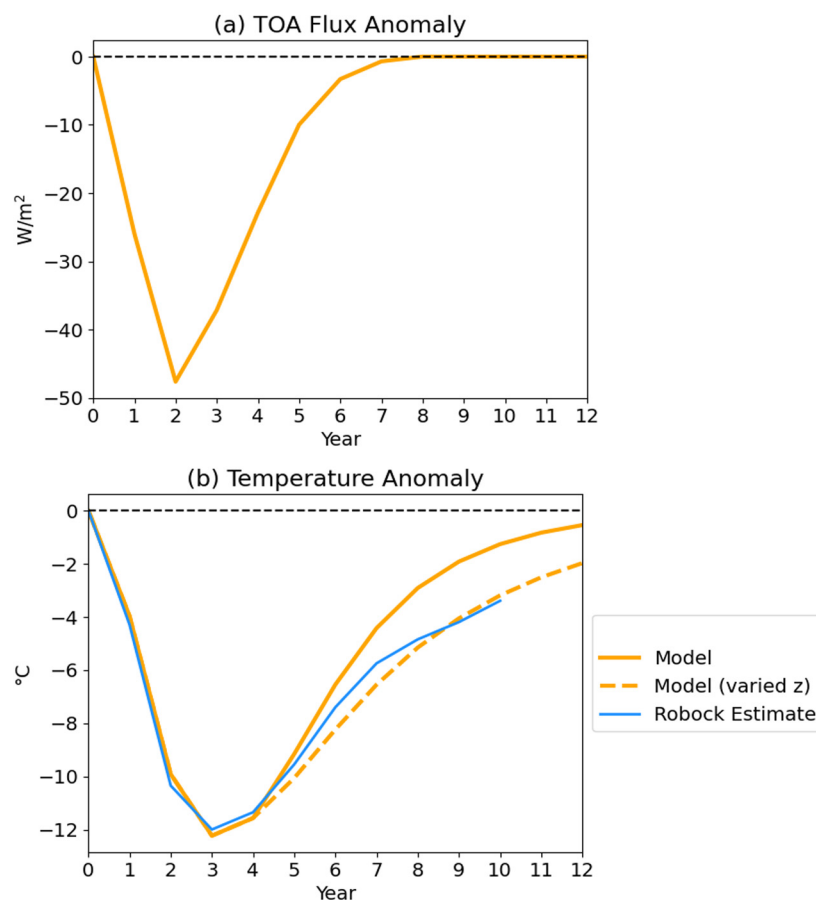 (a) TOA Flux Anomaly
0
−10
−20
−30
−40
−50
W/m²
0 1 2 3 4 5 6 7 8 9 10 11 12
Year
(b) Temperature Anomaly
0
−2
−4
−6
−8
−10
−12
°C
0 1 2 3 4 5 6 7 8 9 10 11 12
Year
Model
Model (varied z)
Robock Estimate